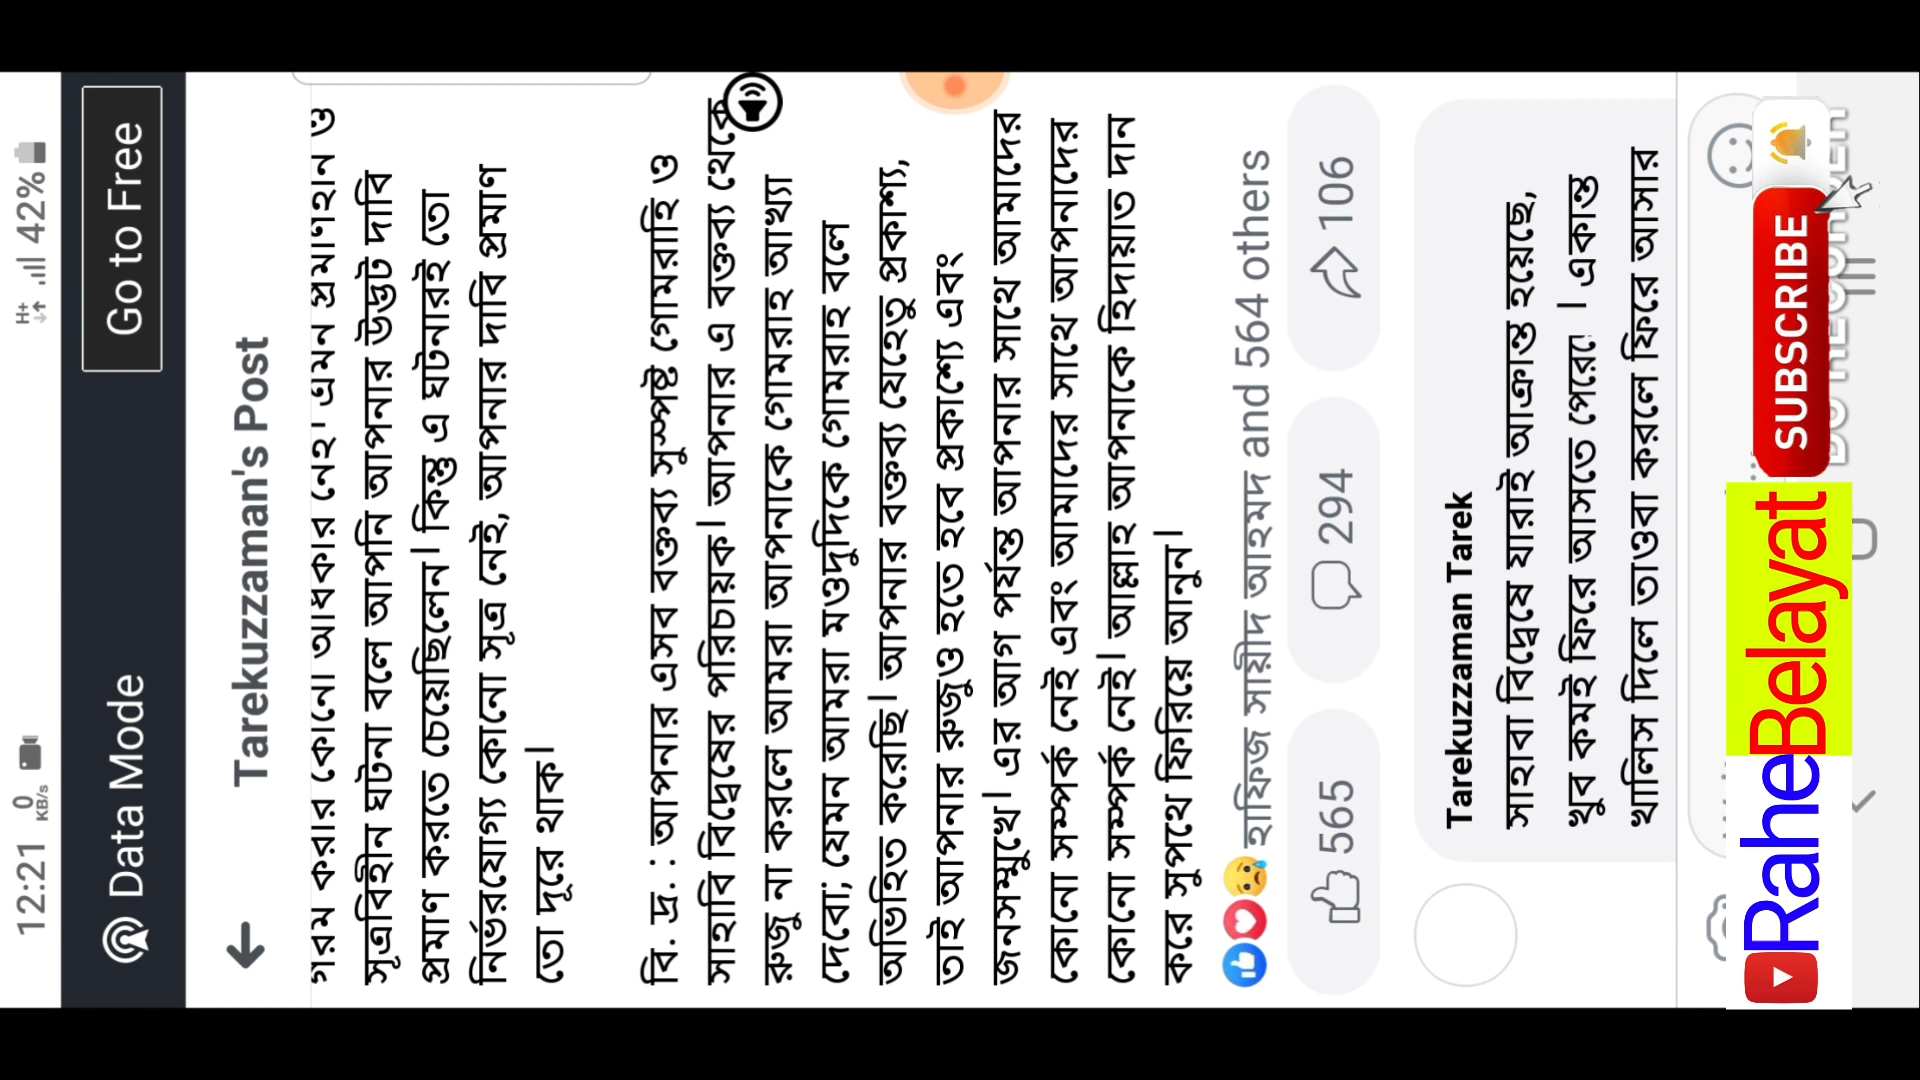 12:21 0 KB/s H+ 42%
Data Mode Go to Free
Tarekuzzaman's Post
গরম করার কোনো অধিকার নেই' এমন প্রমাণহীন ও
সূত্রবিহীন ঘটনা বলে আপনি আপনার উদ্ভট দাবি
প্রমাণ করতে চেয়েছিলেন। কিন্তু এ ঘটনারই তো
নির্ভরযোগ্য কোনো সূত্র নেই, আপনার দাবি প্রমাণ
তো দূরে থাক।
বি. দ্র. : আপনার এসব বক্তব্য সুস্পষ্ট গোমরাহি ও
সাহাবি বিদ্বেষের পরিচায়ক। আপনার এ বক্তব্য থেকে
রুজু না করলে আমরা আপনাকে গোমরাহ আখ্যা
দেবো; যেমন আমরা মওদুদিকে গোমরাহ বলে
অভিহিত করেছি। আপনার বক্তব্য যেহেতু প্রকাশ্য,
তাই আপনার রুজুও হতে হবে প্রকাশ্যে এবং
জনসম্মুখে। এর আগ পর্যন্ত আপনার সাথে আমাদের
কোনো সম্পর্ক নেই এবং আমাদের সাথে আপনাদের
কোনো সম্পর্ক নেই। আল্লাহ আপনাকে হিদায়াত দান
করে সুপথে ফিরিয়ে আনুন।
হাফিজ সায়ীদ আহমদ and 564 others
565 294 106
Tarekuzzaman Tarek
সাহাবা বিদ্বেষে যারাই আক্রান্ত হয়েছে,
খুব কমই ফিরে আসতে পেরে। একান্ত
খালিস দিলে তাওবা করলে ফিরে আসার
RaheBelayat
SUBSCRIBE